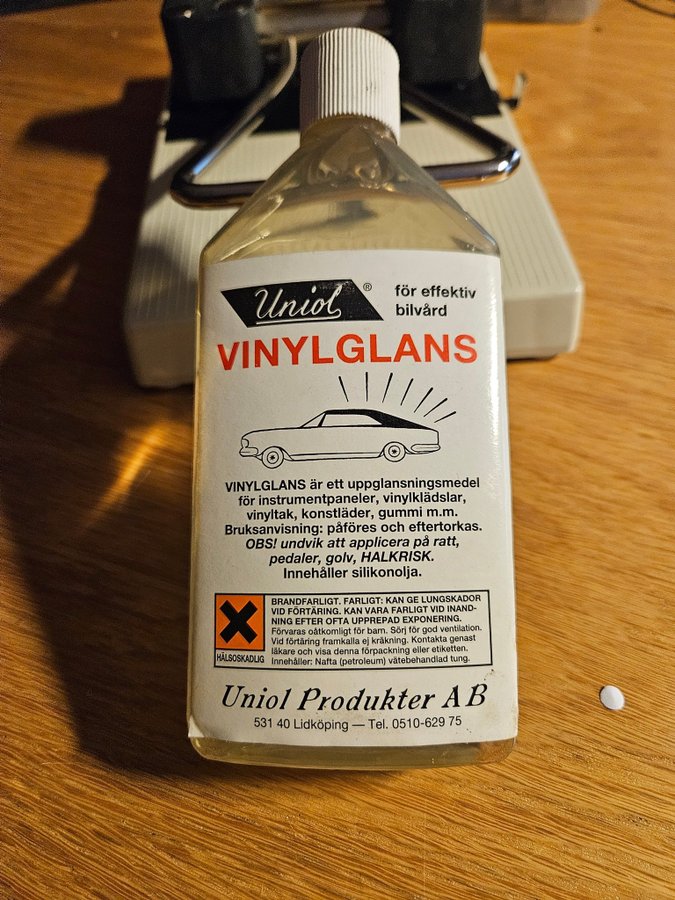 Uniol ®
för effektiv
bilvård
VINYLGLANS
VINYLGLANS är ett uppglansningsmedel
för instrumentpaneler, vinylklädslar,
vinyltak, konstläder, gummi m.m.
Bruksanvisning: påföres och eftertorkas.
OBS! undvik att applicera på ratt,
pedaler, golv, HALKRISK.
Innehåller silikonolja.
HÄLSOSKADLIG
BRANDFARLIGT. FARLIGT: KAN GE LUNGSKADOR
VID FÖRTÄRING. KAN VARA FARLIGT VID INAND-
NING EFTER OFTA UPPREPAD EXPONERING.
Förvaras oåtkomligt för barn. Sörj för god ventilation.
Vid förtäring framkalla ej kräkning. Kontakta genast
läkare och visa denna förpackning eller etiketten.
Innehåller: Nafta (petroleum) vätebehandlad tung.
Uniol Produkter AB
531 40 Lidköping — Tel. 0510-629 75